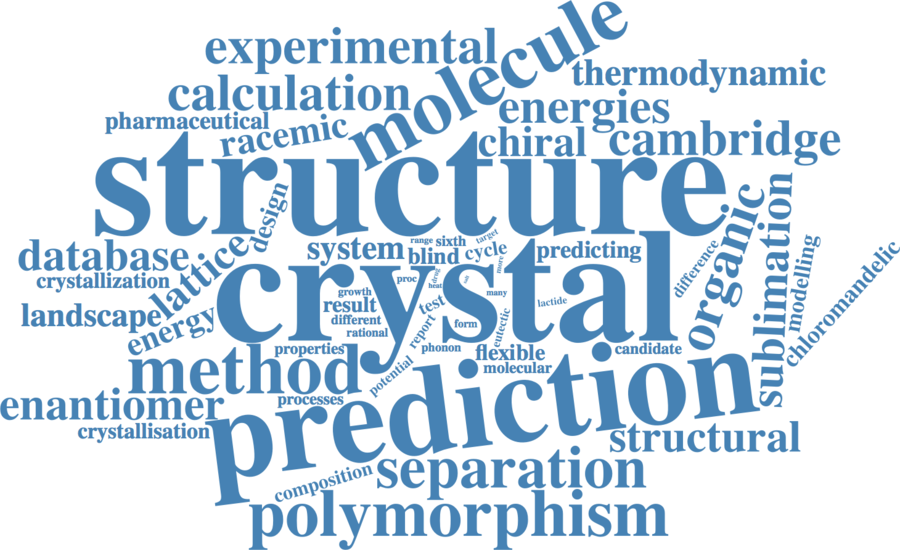 experimental
molecule
thermodynamic
calculation
energies
pharmaceutical
racemic
chiral
cambridge
structure
design
organic
sublimation
database
lattice
system
range
sixth
target
blind
cycle
predicting
crystallization
crystal
difference
modelling
chloromandelic
landscape
energy
proc
drug
heat
more
many
growth
result
test
lactide
different
form
rational
report
eutectic
properties
phonon
flexible
candidate
method
potential
molecular
prediction
enantiomer
processes
crystallisation
structural
composition
separation
polymorphism